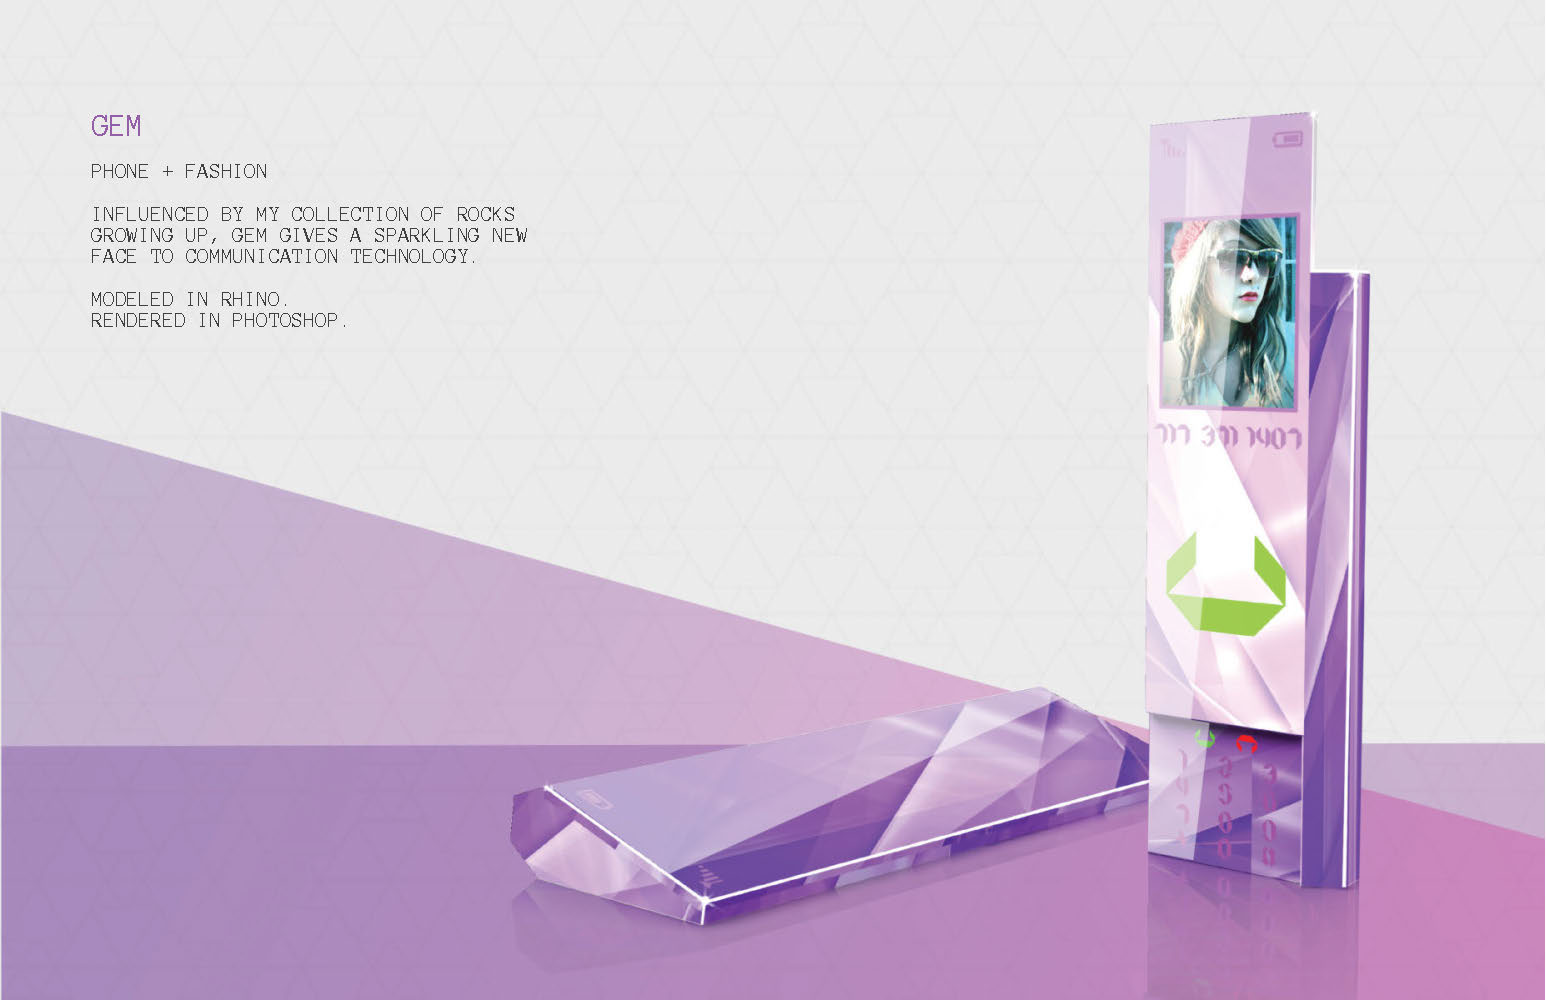 GEM
PHONE + FASHION
INFLUENCED BY MY COLLECTION OF ROCKS
GROWING UP, GEM GIVES A SPARKLING NEW
FACE TO COMMUNICATION TECHNOLOGY.
MODELED IN RHINO.
RENDERED IN PHOTOSHOP.